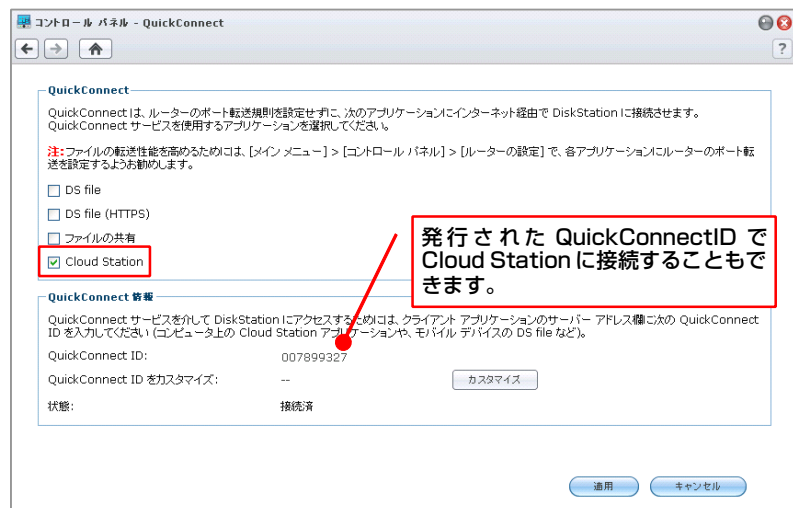 コントロール パネル - QuickConnect
?
QuickConnect
QuickConnect は、ルーターのポート転送規則を設定せずに、次のアプリケーションにインターネット経由で DiskStation に接続させます。
QuickConnect サービスを使用するアプリケーションを選択してください。
注: ファイルの転送性能を高めるためには、[メイン メニュー] > [コントロール パネル] > [ルーターの設定] で、各アプリケーションにルーターのポート転
送を設定するようお勧めします。
DS file
DS file (HTTPS)
ファイルの共有
Cloud Station
発行された QuickConnectID で
Cloud Station に接続することもで
きます。
QuickConnect 情報
QuickConnect サービスを介して DiskStation にアクセスするためには、クライアント アプリケーションのサーバー アドレス欄に次の QuickConnect
ID を入力してください (コンピュータ上の Cloud Station アプリケーションや、モバイル デバイスの DS file など)。
QuickConnect ID: 007899327
QuickConnect ID をカスタマイズ: -- カスタマイズ
状態: 接続済
適用 キャンセル